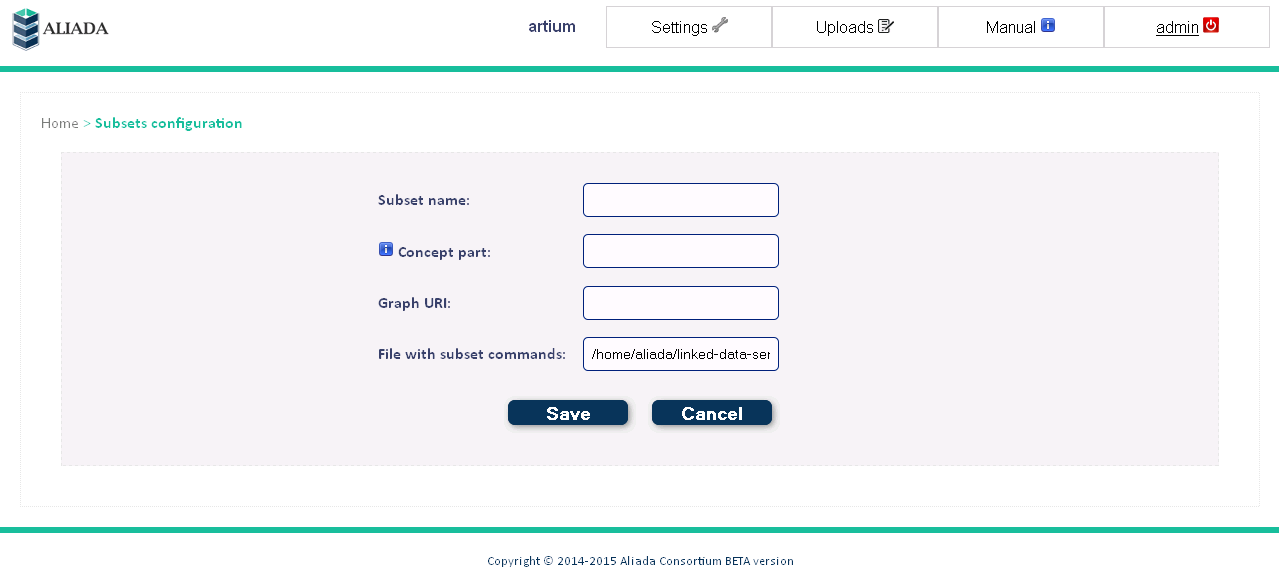 ALIADA
artium
Settings
Uploads
Manual
admin
Home > Subsets configuration
Subset name:
Concept part:
Graph URI:
File with subset commands: /home/aliada/linked-data-ser
Save
Cancel
Copyright © 2014-2015 Aliada Consortium BETA version